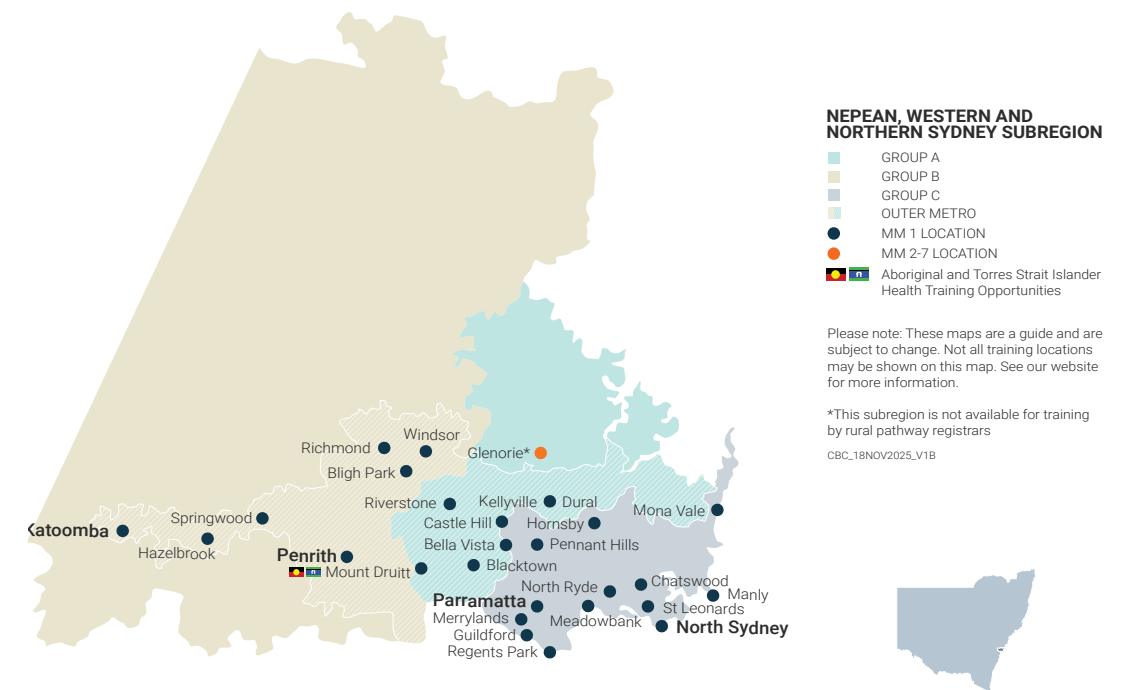 NEPEAN, WESTERN AND
NORTHERN SYDNEY SUBREGION
GROUP A
GROUP B
GROUP C
OUTER METRO
MM 1 LOCATION
MM 2-7 LOCATION
Aboriginal and Torres Strait Islander
Health Training Opportunities
Please note: These maps are a guide and are
subject to change. Not all training locations
may be shown on this map. See our website
for more information.
*This subregion is not available for training
by rural pathway registrars
CBC_18NOV2025_V1B
Windsor
Richmond
Glenorie*
Bligh Park
Riverstone
Kellyville
Dural
Mona Vale
Springwood
Castle Hill
Hornsby
Katoomba
Hazelbrook
Bella Vista
Pennant Hills
Penrith
Mount Druitt
Blacktown
North Ryde
Chatswood
Manly
Parramatta
St Leonards
Merrylands
Meadowbank
North Sydney
Guildford
Regents Park
NW